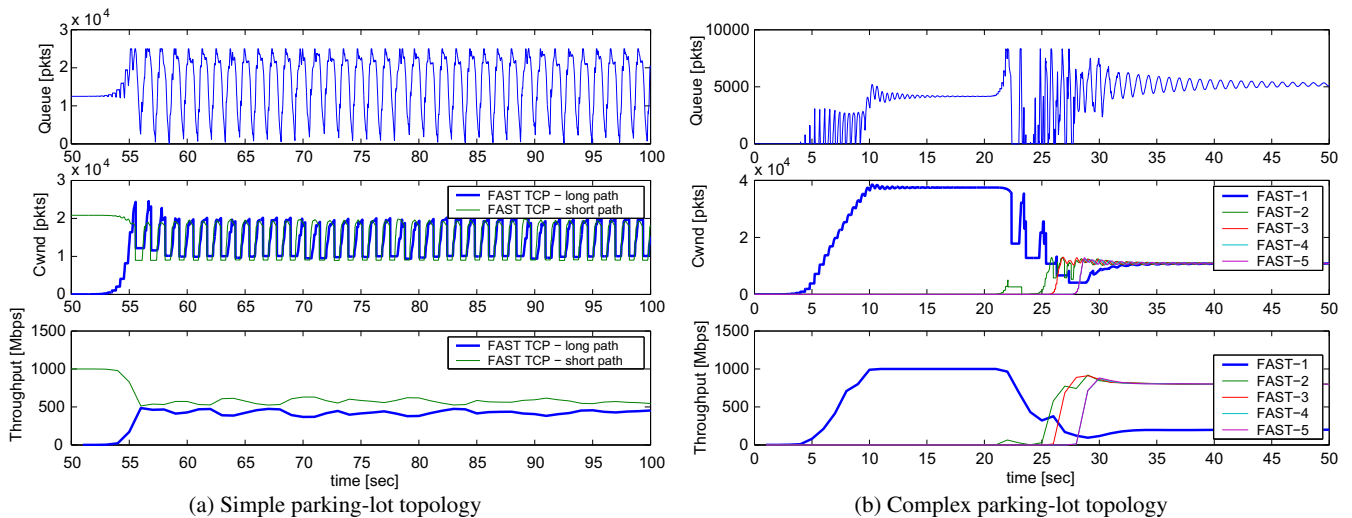 x 10⁴
Queue [pkts]
3
2
1
0
50 55 60 65 70 75 80 85 90 95 100
x 10⁴
Cwnd [pkts]
3
2
1
0
FAST TCP – long path
FAST TCP – short path
50 55 60 65 70 75 80 85 90 95 100
Throughput [Mbps]
1500
1000
500
0
FAST TCP – long path
FAST TCP – short path
50 55 60 65 70 75 80 85 90 95 100
time [sec]
(a) Simple parking-lot topology
Queue [pkts]
10000
5000
0
0 5 10 15 20 25 30 35 40 45 50
x 10⁴
Cwnd [pkts]
4
2
0
FAST–1
FAST–2
FAST–3
FAST–4
FAST–5
0 5 10 15 20 25 30 35 40 45 50
Throughput [Mbps]
1500
1000
500
0
FAST–1
FAST–2
FAST–3
FAST–4
FAST–5
0 5 10 15 20 25 30 35 40 45 50
time [sec]
(b) Complex parking-lot topology